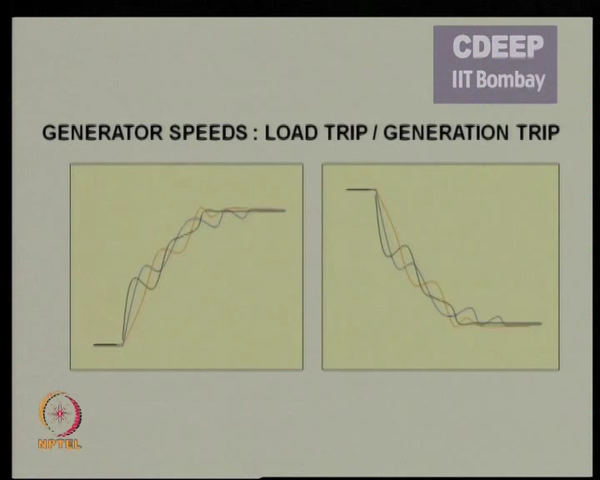 CDEEP
IIT Bombay
GENERATOR SPEEDS : LOAD TRIP / GENERATION TRIP
NPTEL